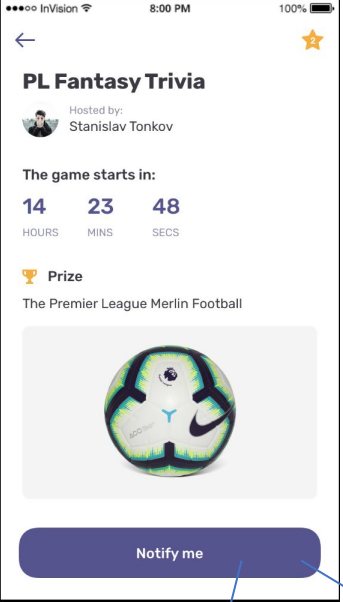 ●●●○○ InVision 8:00 PM 100%
2
PL Fantasy Trivia
Hosted by:
Stanislav Tonkov
The game starts in:
14 23 48
HOURS MINS SECS
Prize
The Premier League Merlin Football
Notify me